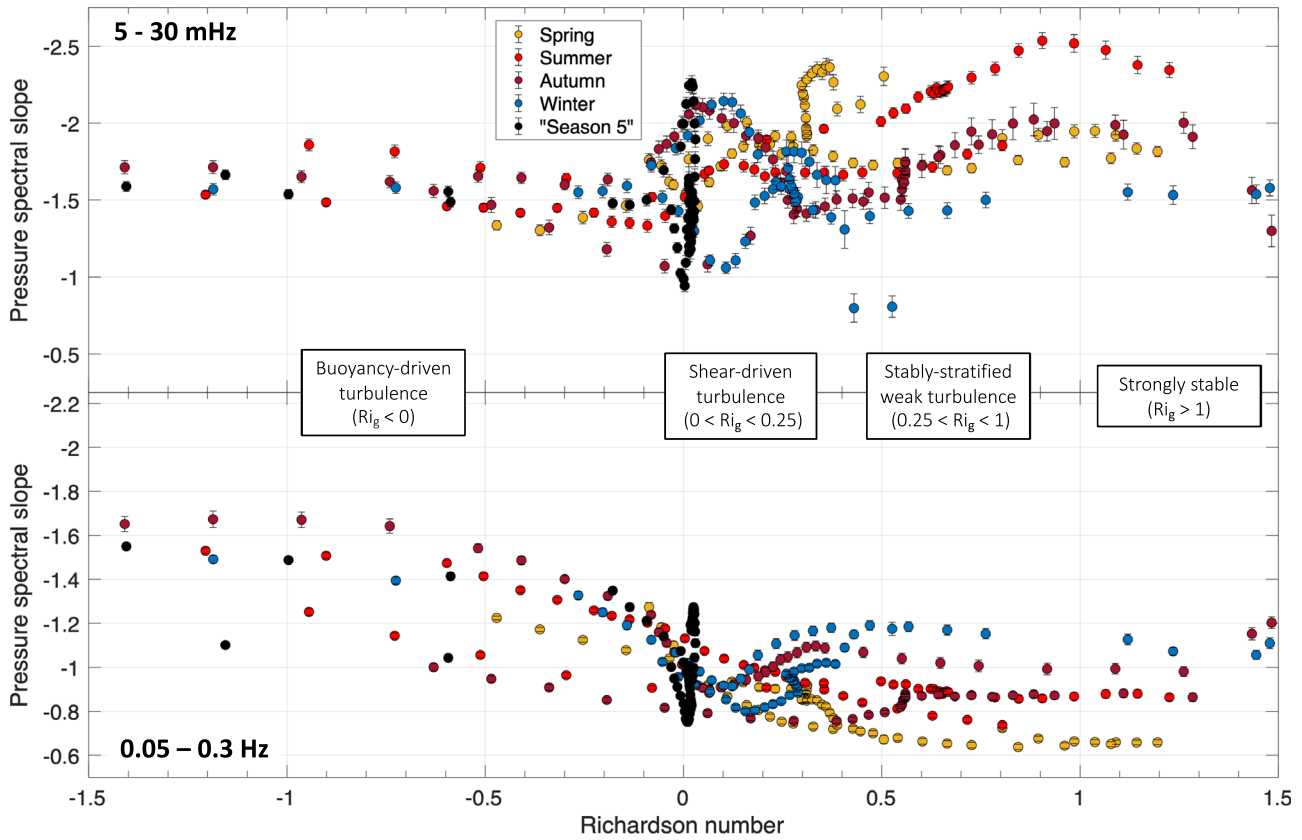 5 - 30 mHz
Spring
Summer
Autumn
Winter
"Season 5"
Pressure spectral slope
-2.5
-2
-1.5
-1
-0.5
Buoyancy-driven
turbulence
(Rig < 0)
Shear-driven
turbulence
(0 < Rig < 0.25)
Stably-stratified
weak turbulence
(0.25 < Rig < 1)
Strongly stable
(Rig > 1)
Pressure spectral slope
-2.2
-2
-1.8
-1.6
-1.4
-1.2
-1
-0.8
-0.6
0.05 – 0.3 Hz
-1.5
-1
-0.5
0
0.5
1
1.5
Richardson number